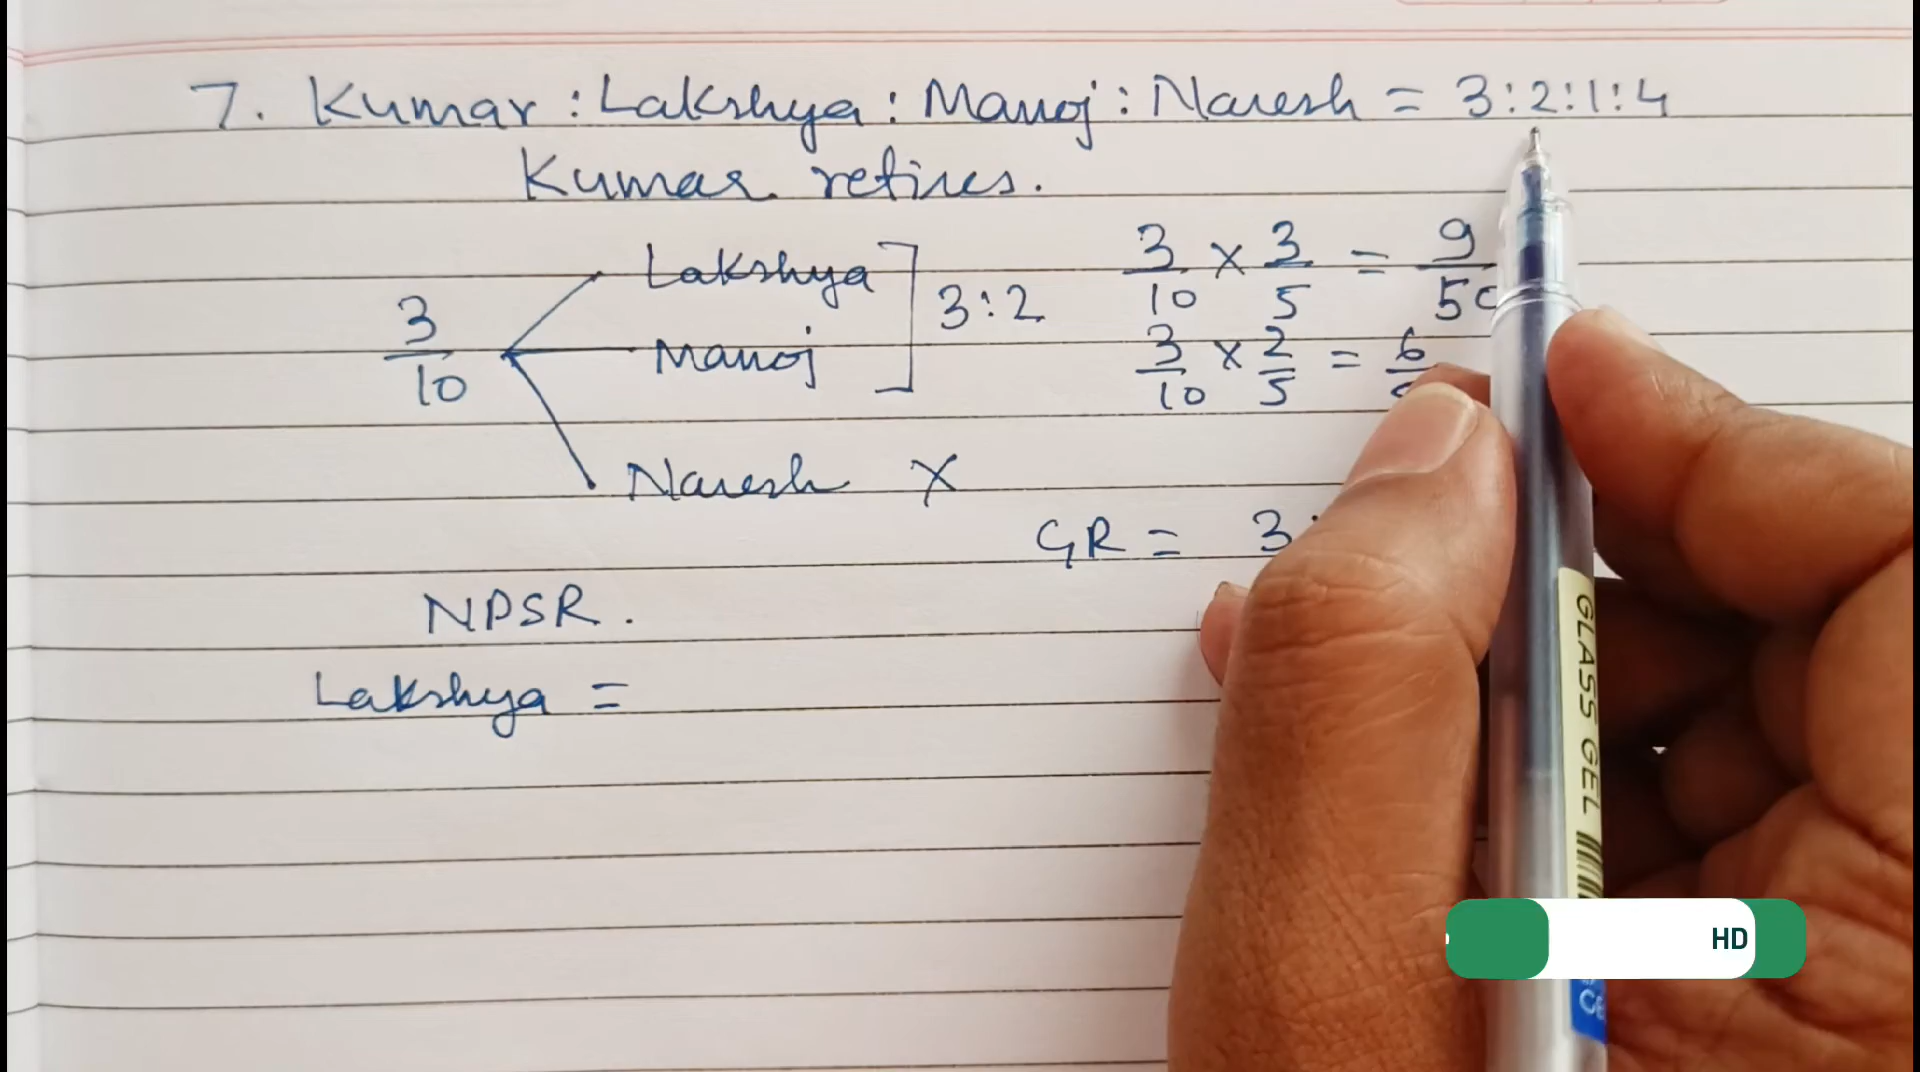 7. Kumar : Lakshya : Manoj : Naresh = 3:2:1:4
Kumar retires.
3/10
Lakshya
Manoj
3:2
Naresh X
3/10 × 3/5 = 9/50
3/10 × 2/5 = 6
GR = 3
NPSR.
Lakshya =
GLASS GEL
HD